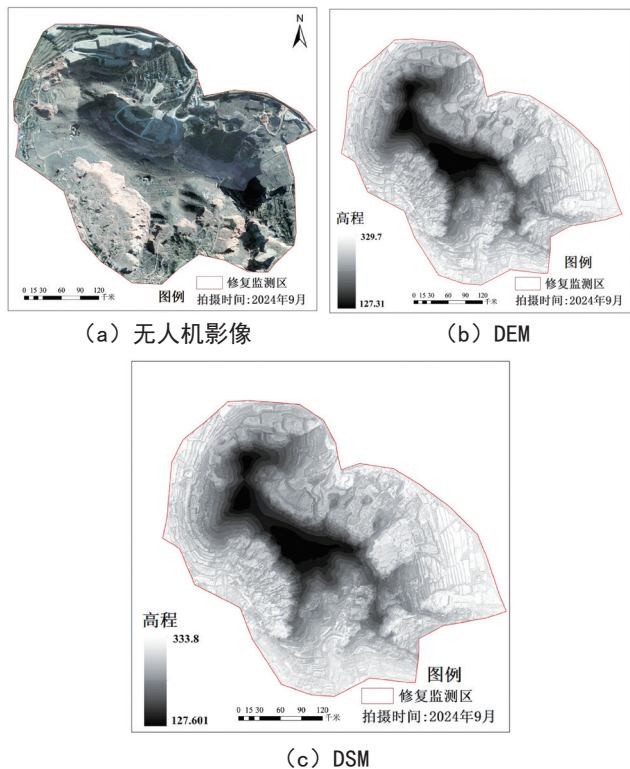 N
0 15 30 60 90 120
千米
图例
修复监测区
拍摄时间:2024年9月
(a) 无人机影像
高程
329.7
127.31
0 15 30 60 90 120
千米
图例
修复监测区
拍摄时间:2024年9月
(b) DEM
高程
333.8
127.601
0 15 30 60 90 120
千米
图例
修复监测区
拍摄时间:2024年9月
(c) DSM